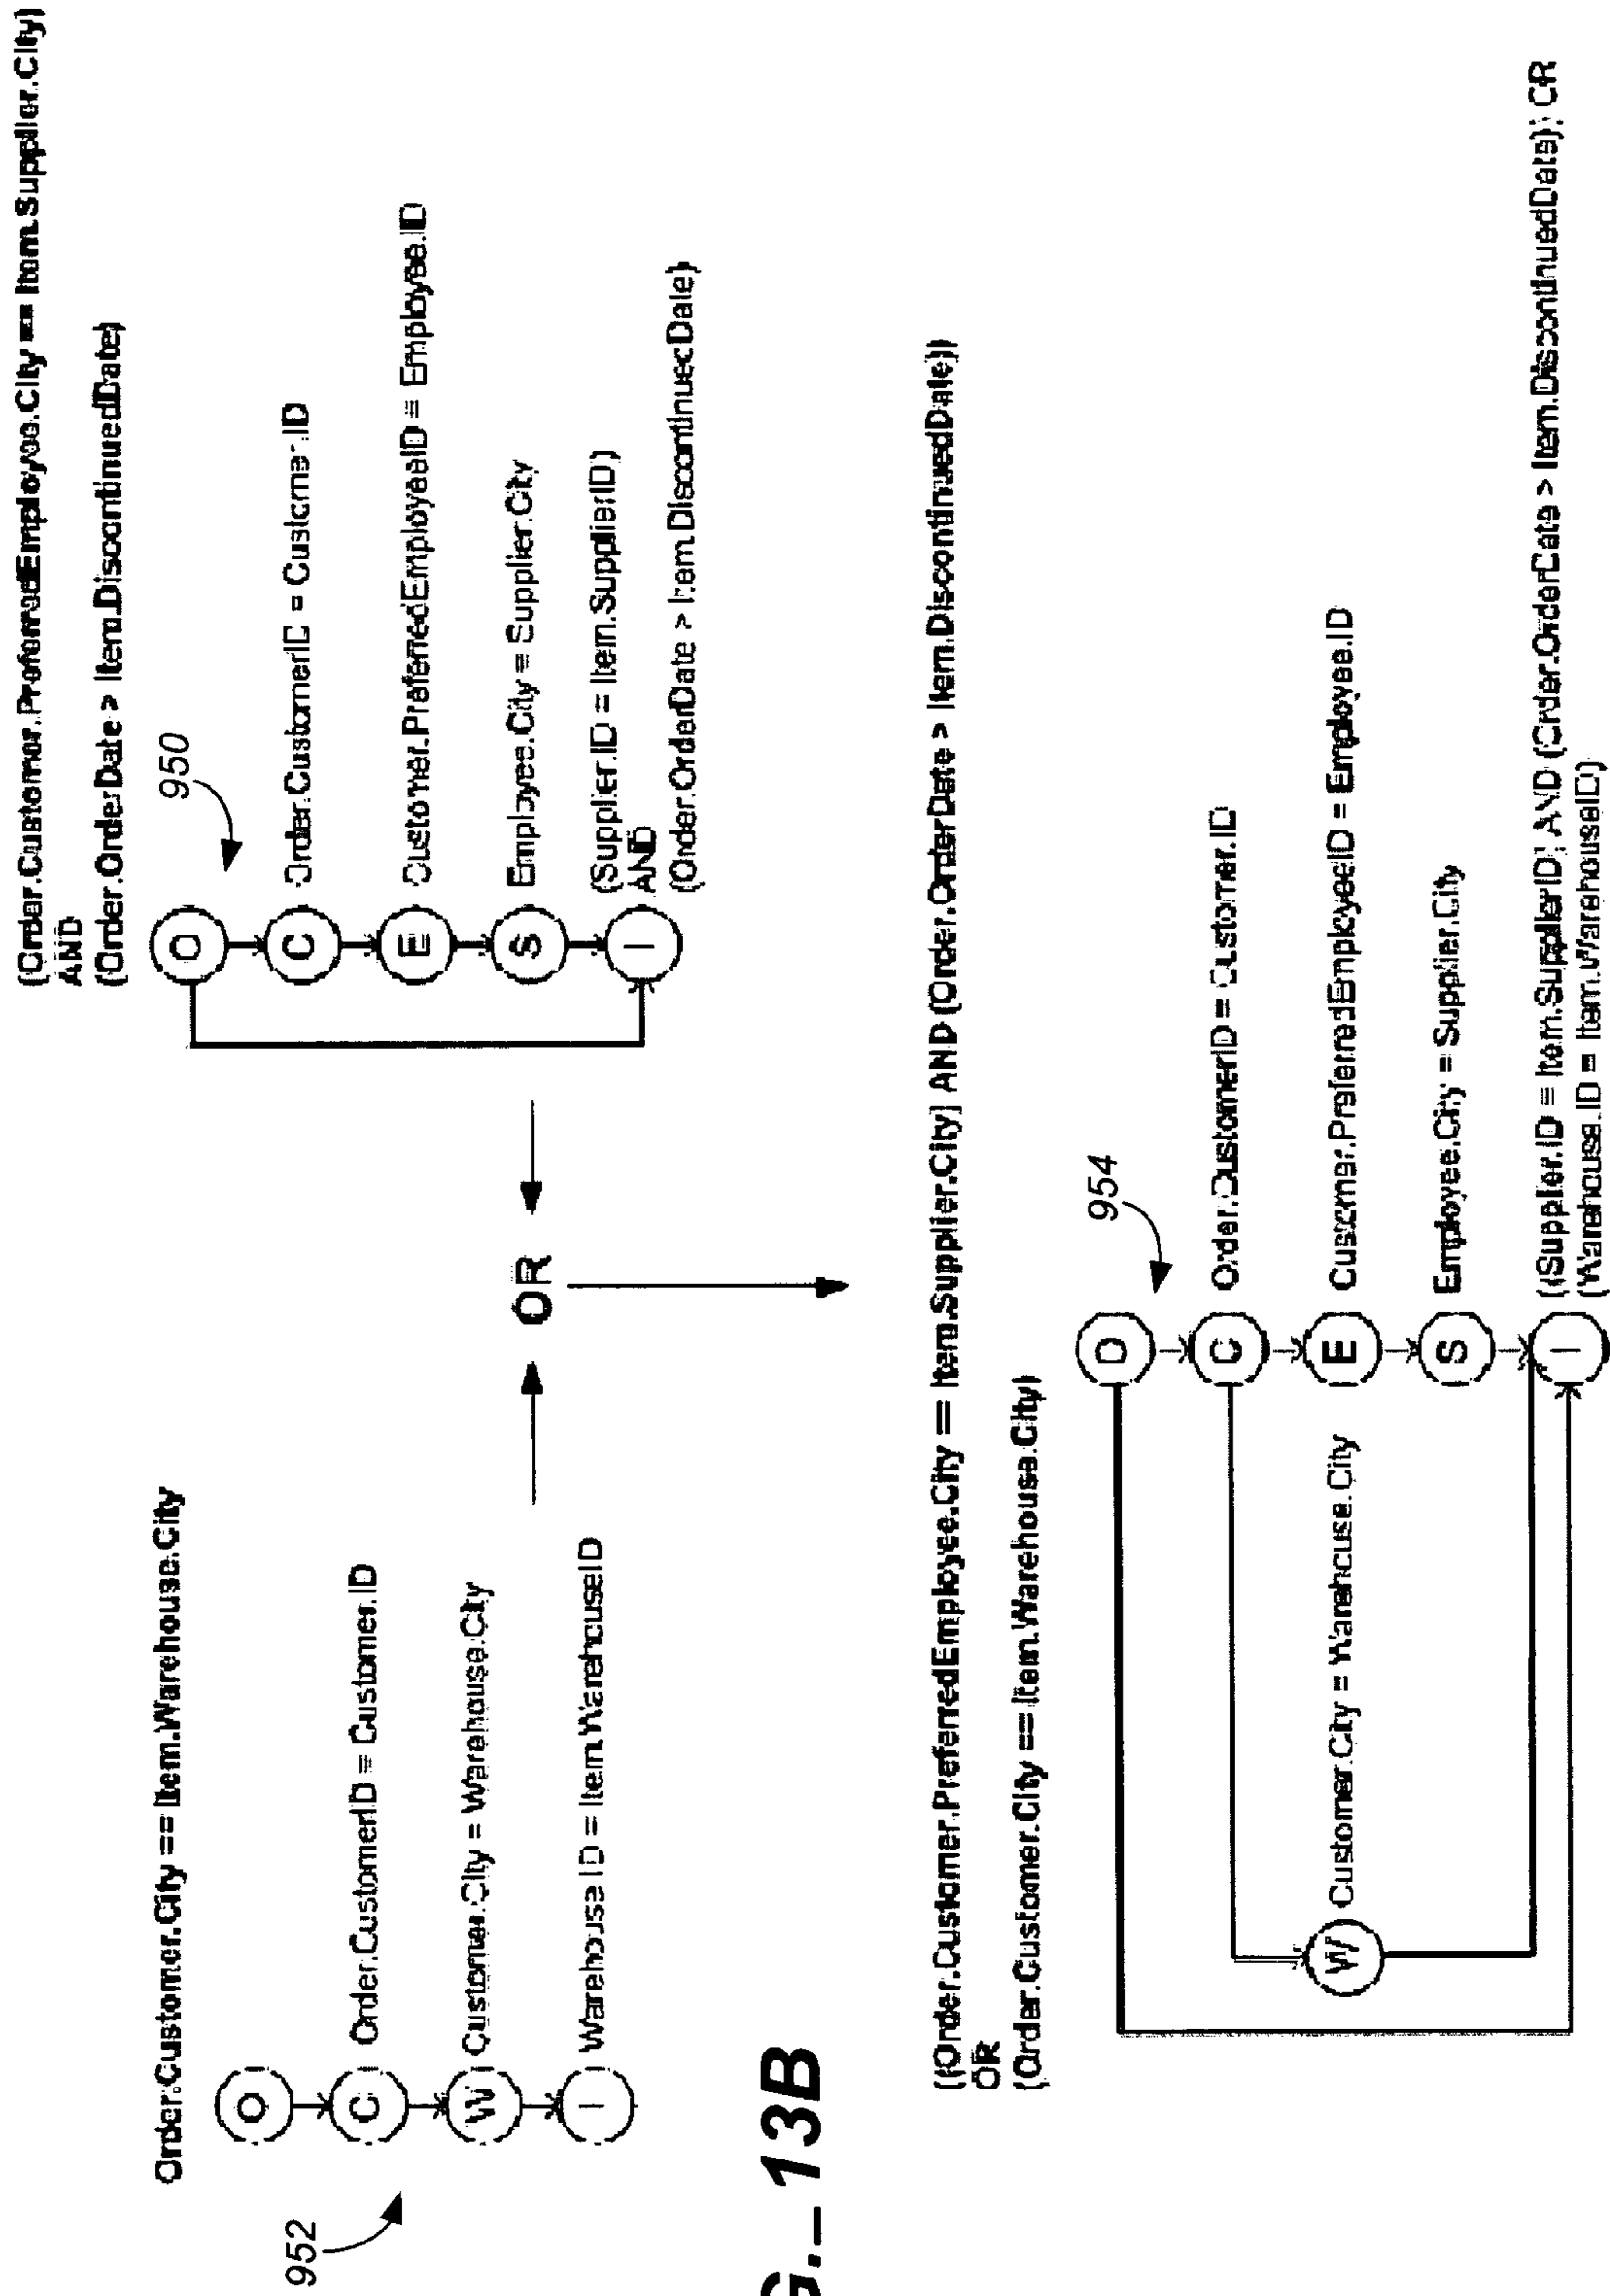 Order.Customer.City == Item.Warehouse.City
952
O
C Order.CustomerID = Customer.ID
W Customer.City = Warehouse.City
I Warehouse.ID = Item.WarehouseID
OR
(Order.Customer.PreferredEmployee.City == Item.Supplier.City)
AND
(Order.OrderDate > Item.DiscontinuedDate)
950
O
C Order.CustomerID = Customer.ID
E Customer.PreferredEmployeeID = Employee.ID
S Employee.City = Supplier.City
I (Supplier.ID = Item.SupplierID)
AND
(Order.OrderDate > Item.DiscontinuedDate)
G._13B
((Order.Customer.PreferredEmployee.City == Item.Supplier.City) AND (Order.OrderDate > Item.DiscontinuedDate))
OR
(Order.Customer.City == Item.Warehouse.City)
954
O
C Order.CustomerID = Customer.ID
W Customer.City = Warehouse.City
E Customer.PreferredEmployeeID = Employee.ID
S Employee.City = Supplier.City
I ((Supplier.ID = Item.SupplierID) AND (Order.OrderDate > Item.DiscontinuedDate)) OR
(Warehouse.ID = Item.WarehouseID)